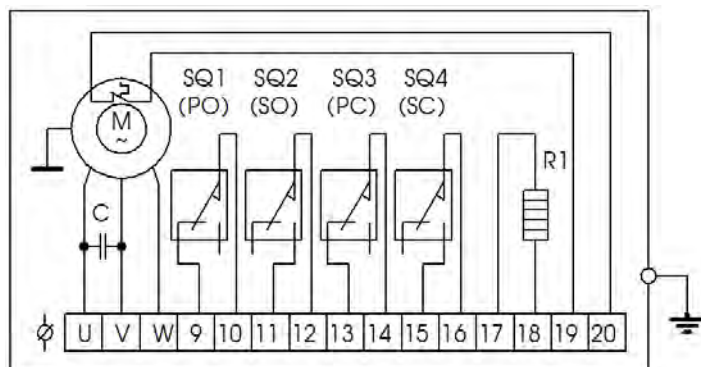 SQ1 SQ2 SQ3 SQ4
(PO) (SO) (PC) (SC)
M
~
R1
C
U V W 9 10 11 12 13 14 15 16 17 18 19 20